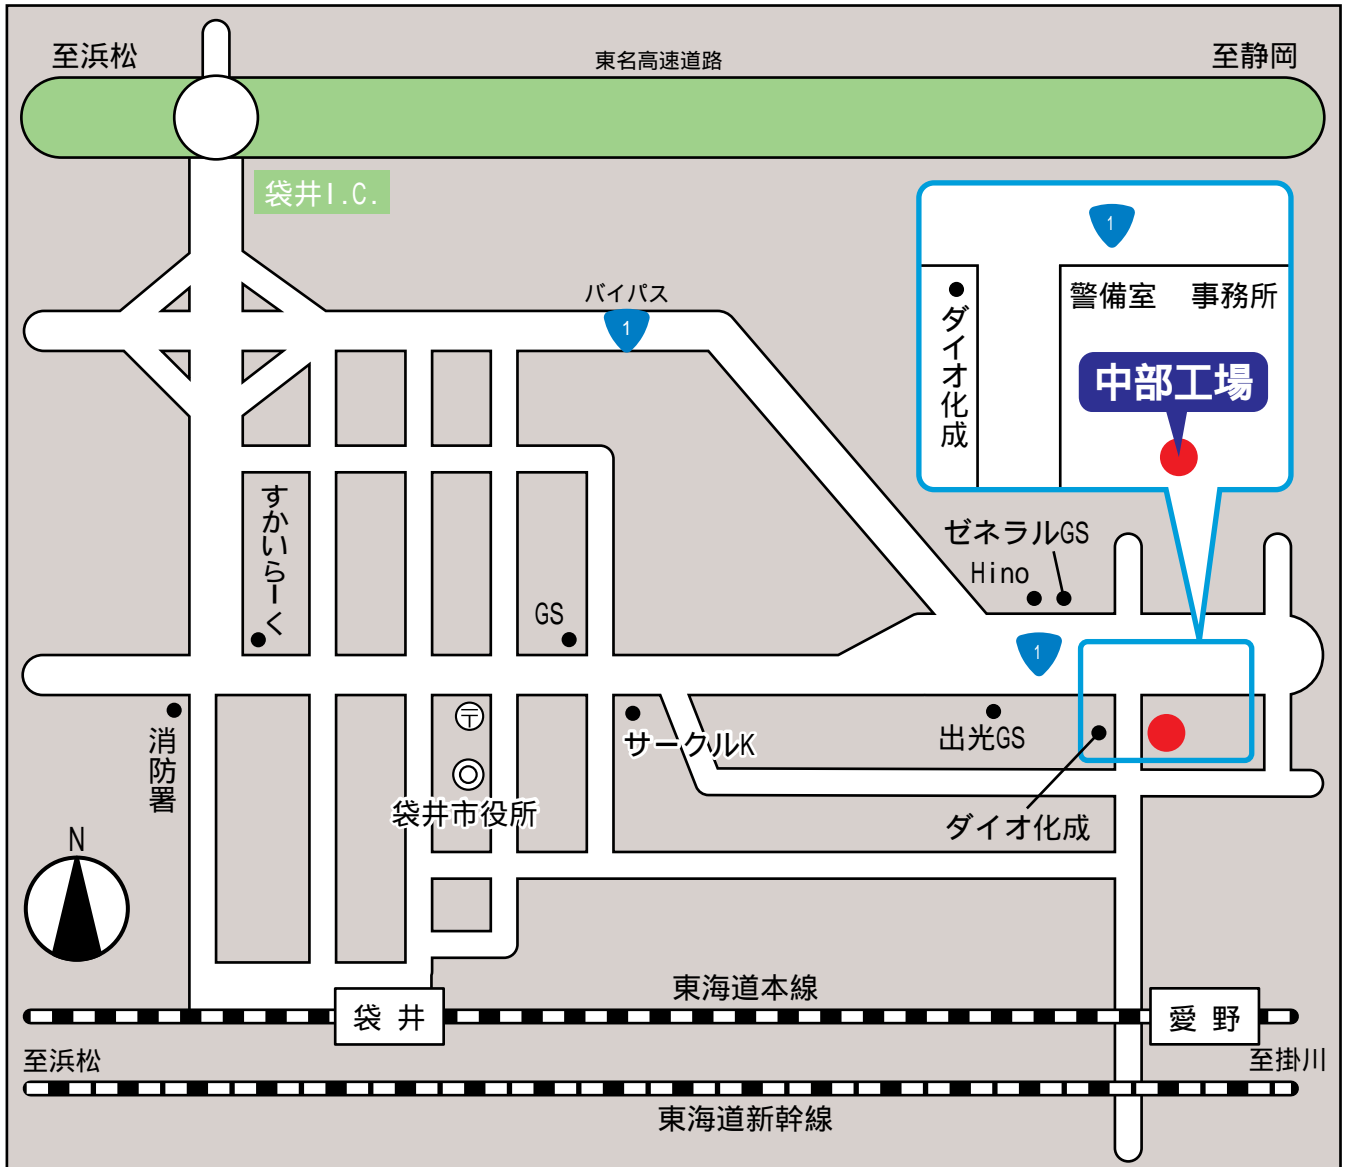 至浜松
東名高速道路
至静岡
袋井I.C.
1
警備室
事務所
ダイオ化成
中部工場
バイパス
1
すかいらーく
GS
ゼネラルGS
Hino
1
消防署
〒
サークルK
出光GS
袋井市役所
ダイオ化成
N
東海道本線
袋井
愛野
至浜松
至掛川
東海道新幹線